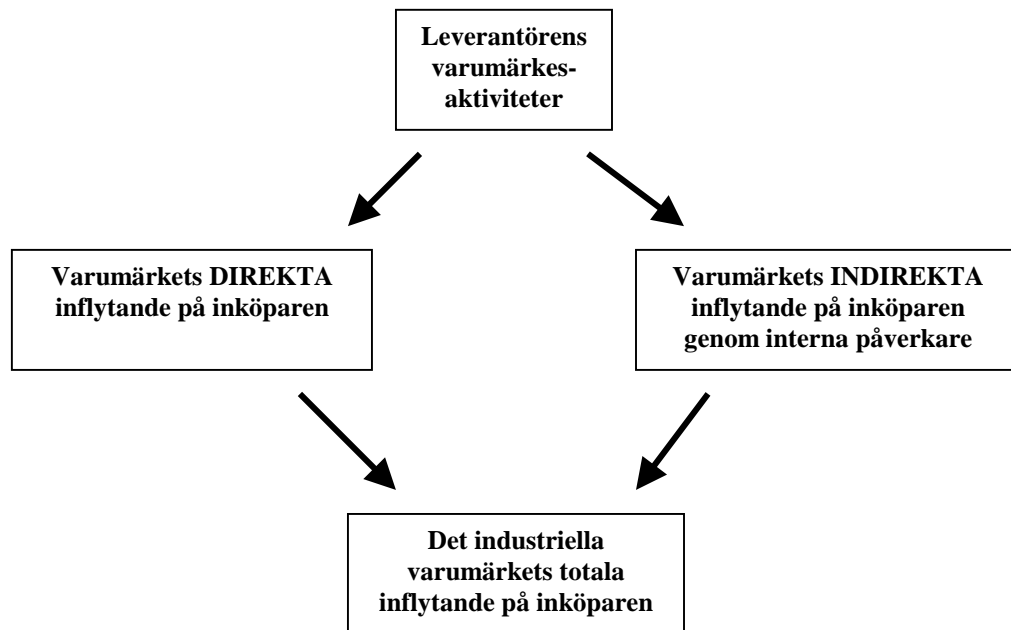 Leverantörens
varumärkes-
aktiviteter
Varumärkets DIREKTA
inflytande på inköparen
Varumärkets INDIREKTA
inflytande på inköparen
genom interna påverkare
Det industriella
varumärkets totala
inflytande på inköparen